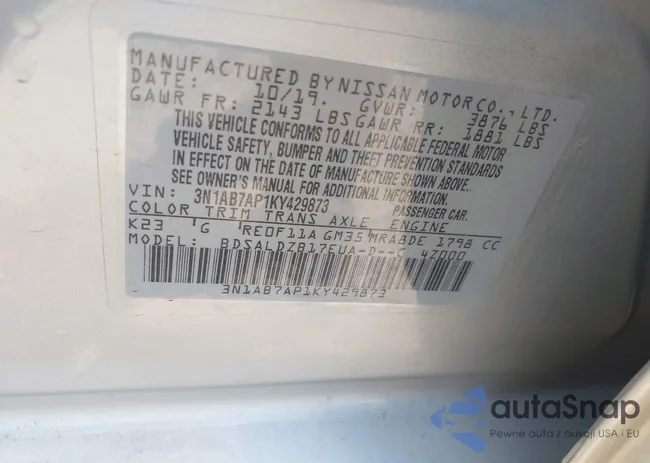 MANUFACTURED BY NISSAN MOTOR CO., LTD.
DATE: 10/19. GVWR: 3876 LBS
GAWR FR: 2143 LBS GAWR RR: 1881 LBS
THIS VEHICLE CONFORMS TO ALL APPLICABLE FEDERAL MOTOR
VEHICLE SAFETY, BUMPER AND THEFT PREVENTION STANDARDS
IN EFFECT ON THE DATE OF MANUFACTURE SHOWN ABOVE.
SEE OWNER'S MANUAL FOR ADDITIONAL INFORMATION.
VIN: 3N1AB7AP1KY429873 PASSENGER CAR.
COLOR TRIM TRANS AXLE ENGINE
K23 G RE0F11A GM35 MRA8DE 1798 CC
MODEL BDSALDZB17EUA-D--C 4Z000
3N1AB7AP1KY429873
autaSnap
Pewne auta z aukcji USA i EU